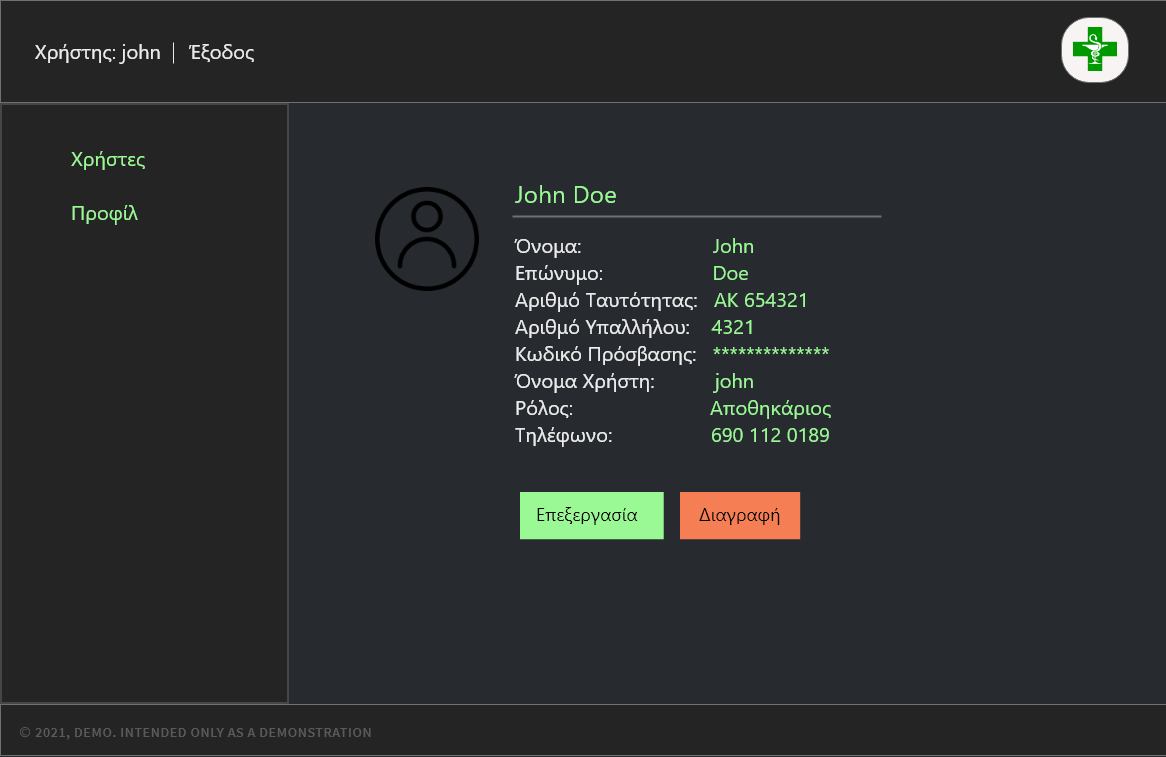 Χρήστης: john | Έξοδος
Χρήστες
Προφίλ
John Doe
Όνομα: John
Επώνυμο: Doe
Αριθμό Ταυτότητας: ΑΚ 654321
Αριθμό Υπαλλήλου: 4321
Κωδικό Πρόσβασης: **************
Όνομα Χρήστη: john
Ρόλος: Αποθηκάριος
Τηλέφωνο: 690 112 0189
Επεξεργασία Διαγραφή
© 2021, DEMO. INTENDED ONLY AS A DEMONSTRATION